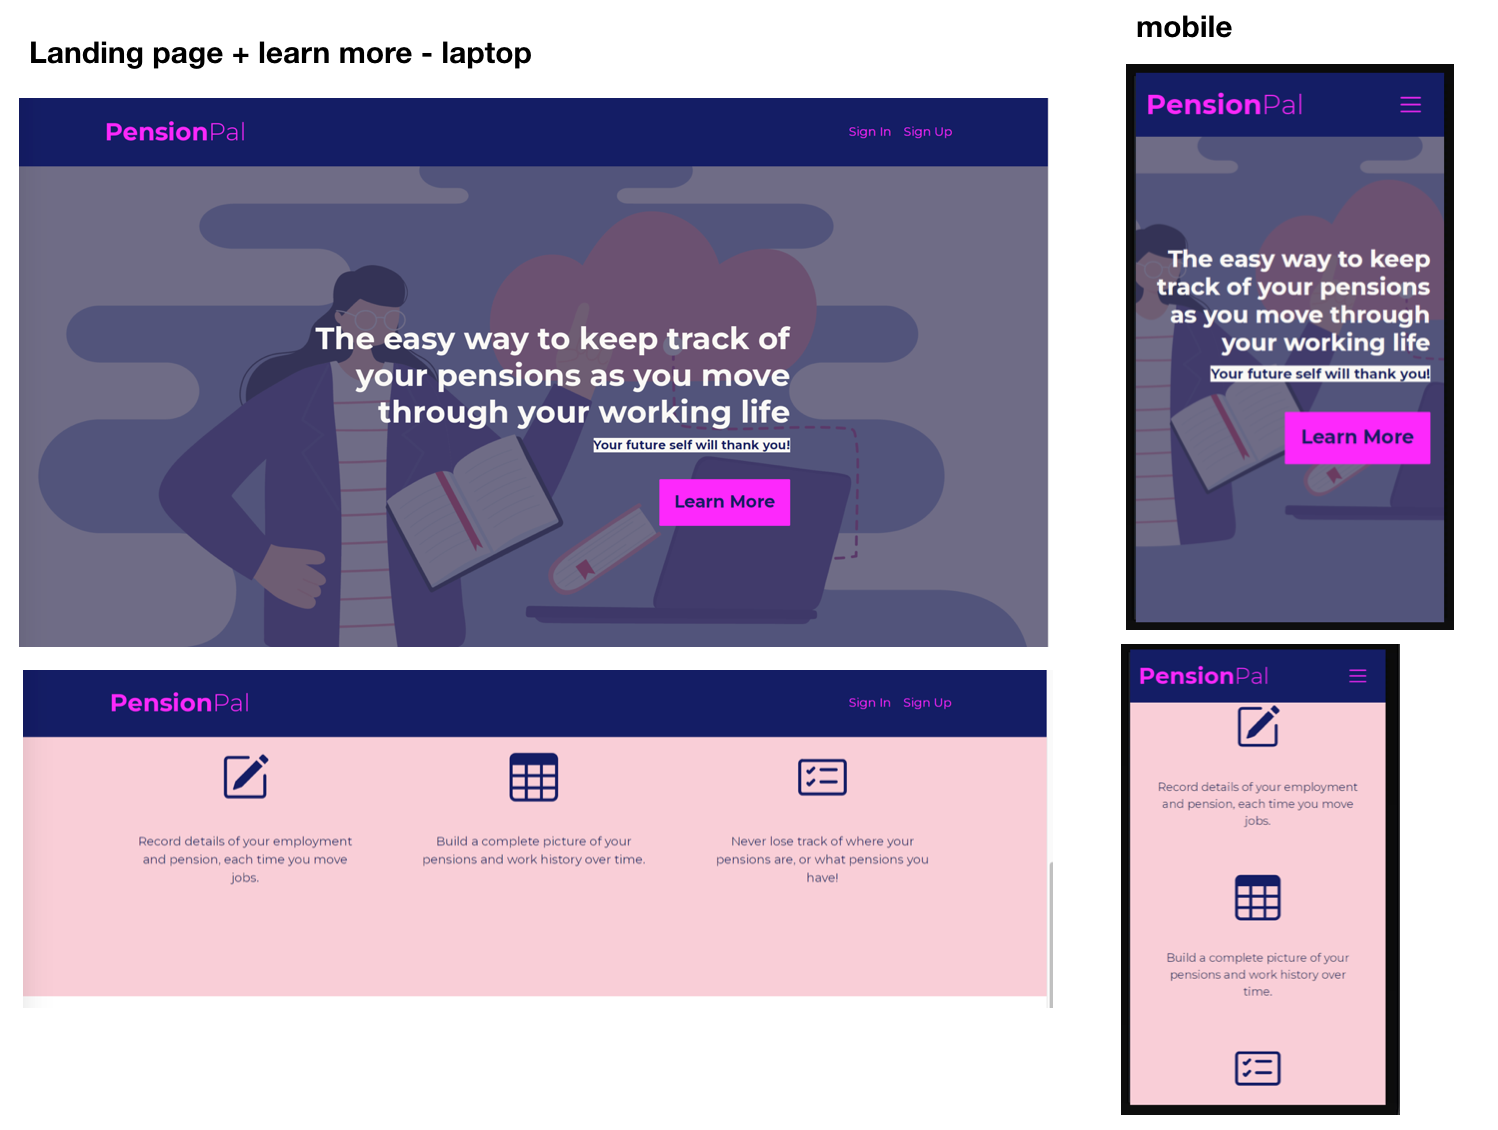 Landing page + learn more - laptop
PensionPal
Sign In Sign Up
The easy way to keep track of
your pensions as you move
through your working life
Your future self will thank you!
Learn More
PensionPal
Sign In Sign Up
Record details of your employment
and pension, each time you move
jobs.
Build a complete picture of your
pensions and work history over time.
Never lose track of where your
pensions are, or what pensions you
have!
mobile
PensionPal
The easy way to keep
track of your pensions
as you move through
your working life
Your future self will thank you!
Learn More
PensionPal
Record details of your employment
and pension, each time you move
jobs.
Build a complete picture of your
pensions and work history over
time.